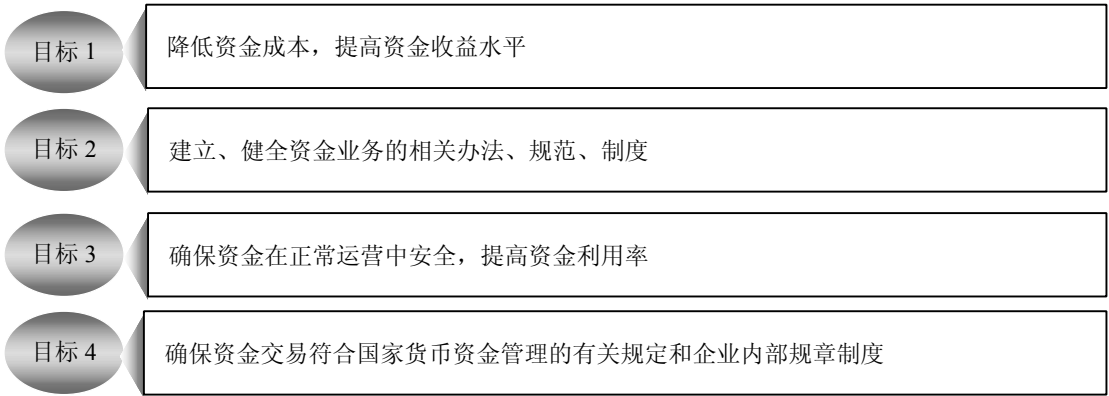 目标 1
降低资金成本，提高资金收益水平
目标 2
建立、健全资金业务的相关办法、规范、制度
目标 3
确保资金在正常运营中安全，提高资金利用率
目标 4
确保资金交易符合国家货币资金管理的有关规定和企业内部规章制度